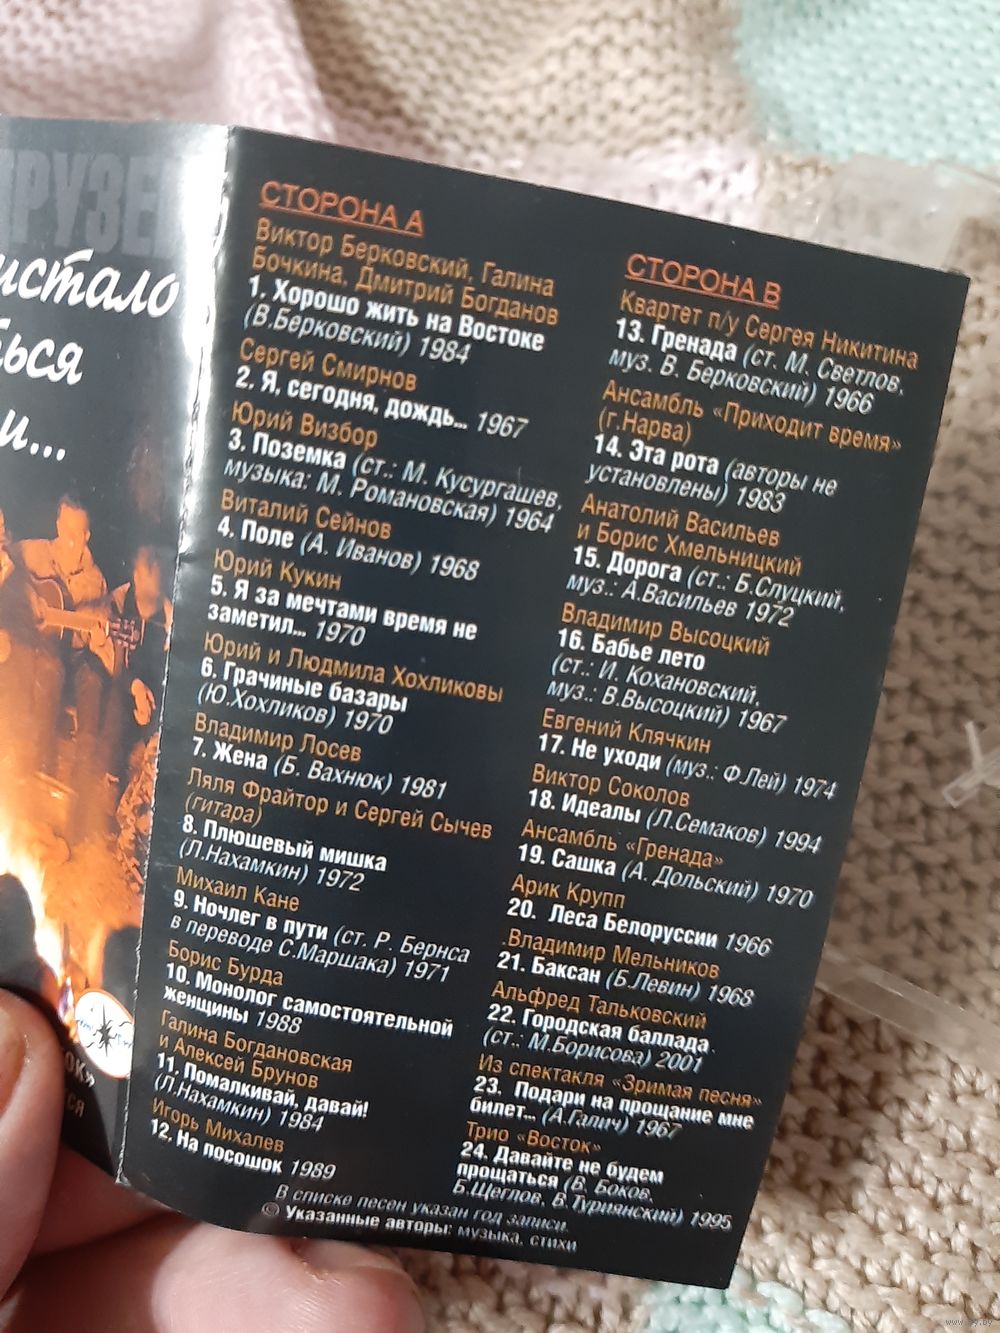 ДРУЗЕ
истало
ться
и...
ОК»
СЯ
СТОРОНА А
Виктор Берковский, Галина
Бочкина, Дмитрий Богданов
1. Хорошо жить на Востоке
(В.Берковский) 1984
Сергей Смирнов
2. Я, сегодня, дождь... 1967
Юрий Визбор
3. Поземка (ст.: М. Кусургашев,
музыка: М. Романовская) 1964
Виталий Сейнов
4. Поле (А. Иванов) 1968
Юрий Кукин
5. Я за мечтами время не
заметил... 1970
Юрий и Людмила Хохликовы
6. Грачиные базары
(Ю.Хохликов) 1970
Владимир Лосев
7. Жена (Б. Вахнюк) 1981
Ляля Фрайтор и Сергей Сычев
(гитара)
8. Плюшевый мишка
(Л.Нахамкин) 1972
Михаил Кане
9. Ночлег в пути (ст. Р. Бернса
в переводе С.Маршака) 1971
Борис Бурда
10. Монолог самостоятельной
женщины 1988
Галина Богдановская
и Алексей Брунов
11. Помалкивай, давай!
(Л.Нахамкин) 1984
Игорь Михалев
12. На посошок 1989
СТОРОНА В
Квартет п/у Сергея Никитина
13. Гренада (ст. М. Светлов,
муз. В. Берковский) 1966
Ансамбль «Приходит время»
(г.Нарва)
14. Эта рота (авторы не
установлены) 1983
Анатолий Васильев
и Борис Хмельницкий
15. Дорога (ст.: Б.Слуцкий,
муз.: А.Васильев 1972
Владимир Высоцкий
16. Бабье лето
(ст.: И. Кохановский,
муз.: В.Высоцкий) 1967
Евгений Клячкин
17. Не уходи (муз.: Ф.Лей) 1974
Виктор Соколов
18. Идеалы (Л.Семаков) 1994
Ансамбль «Гренада»
19. Сашка (А. Дольский) 1970
Арик Крупп
20. Леса Белоруссии 1966
.Владимир Мельников
21. Баксан (Б.Левин) 1968
Альфред Тальковский
22. Городская баллада
(ст.: М.Борисова) 2001
Из спектакля «Зримая песня»
23. Подари на прощание мне
билет... (А.Галич) 1967
Трио «Восток»
24. Давайте не будем
прощаться (В. Боков,
Б.Щеглов, В.Туриянский) 1995
В списке песен указан год записи.
© Указанные авторы: музыка, стихи